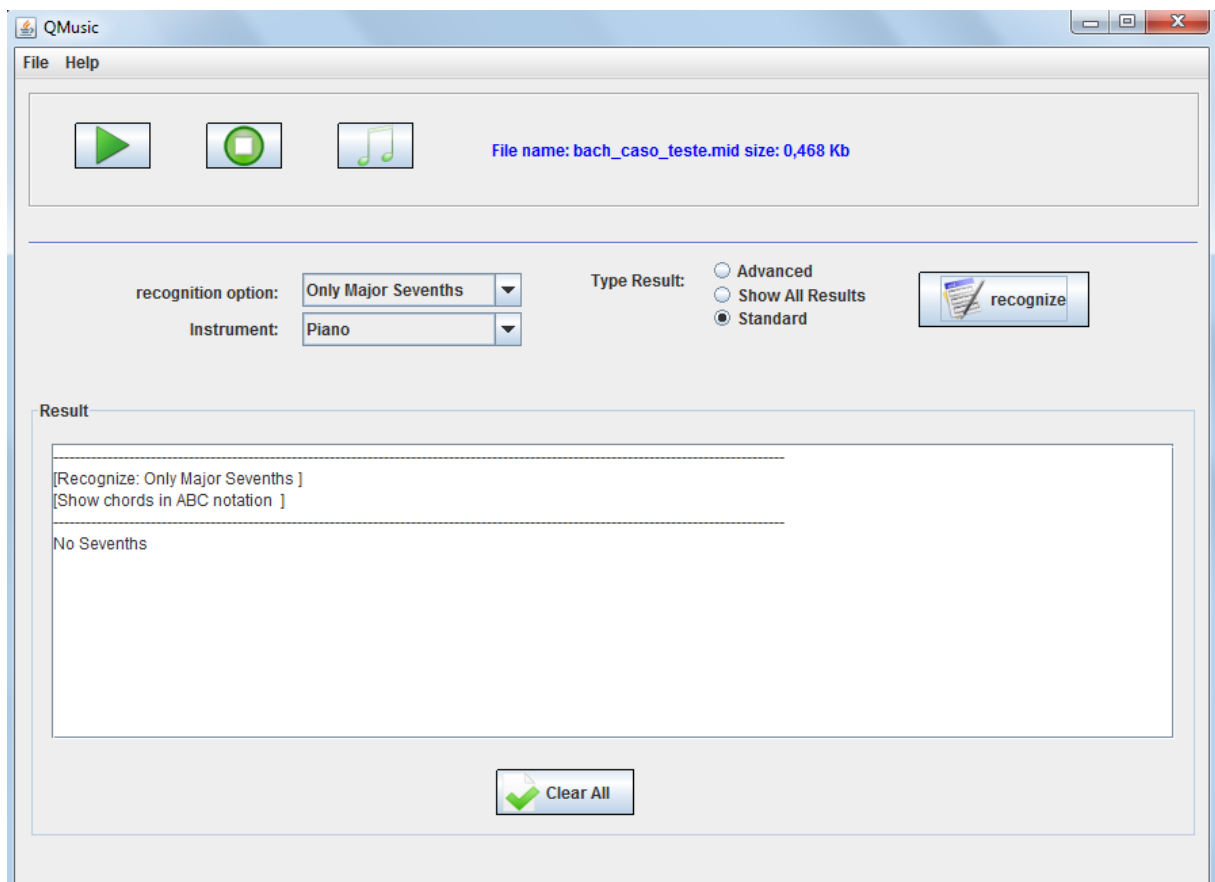 QMusic
File Help
File name: bach_caso_teste.mid size: 0,468 Kb
recognition option:
Only Major Sevenths
Instrument:
Piano
Type Result:
Advanced
Show All Results
Standard
recognize
Result
[Recognize: Only Major Sevenths ]
[Show chords in ABC notation  ]
No Sevenths
Clear All